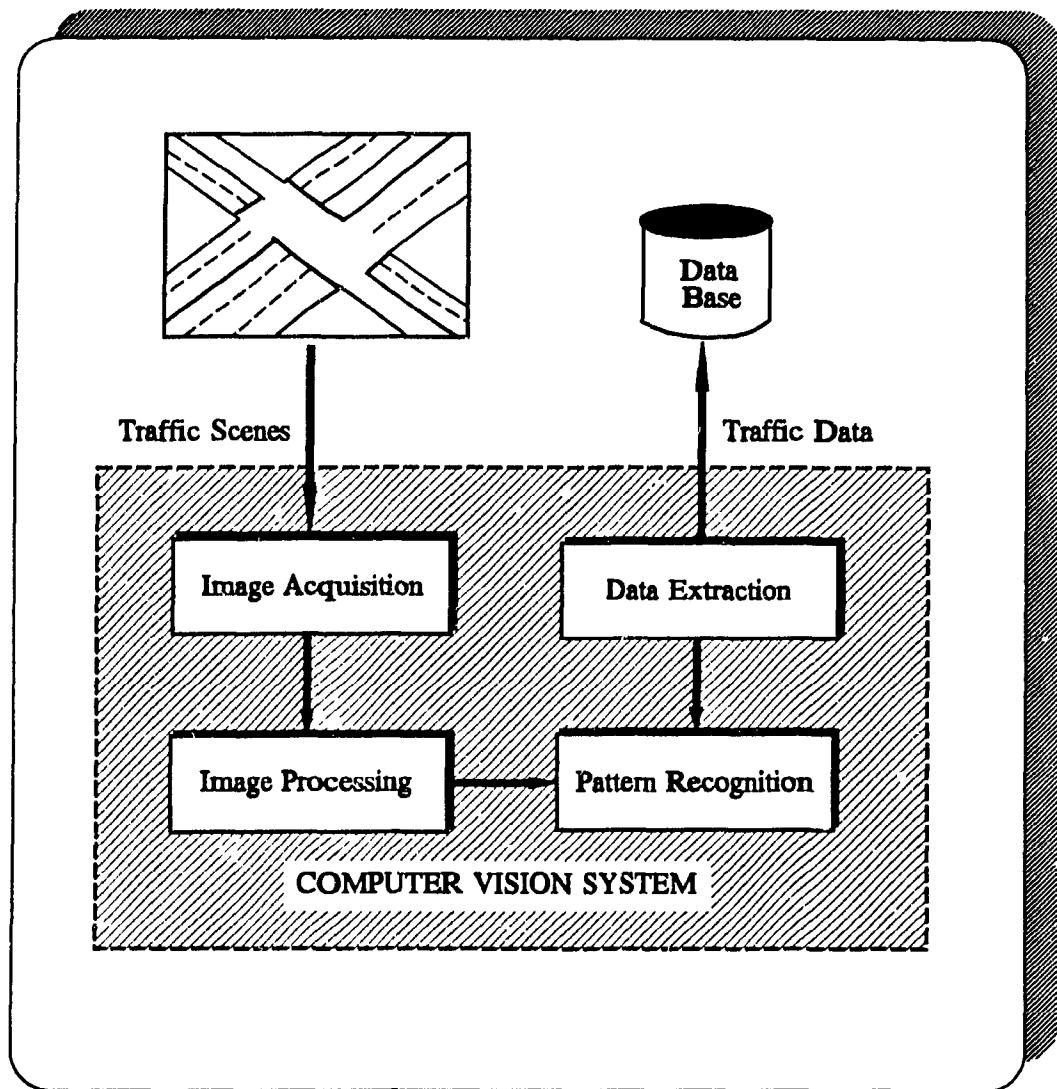 Data
Base
Traffic Scenes
Traffic Data
Image Acquisition
Data Extraction
Image Processing
Pattern Recognition
COMPUTER VISION SYSTEM